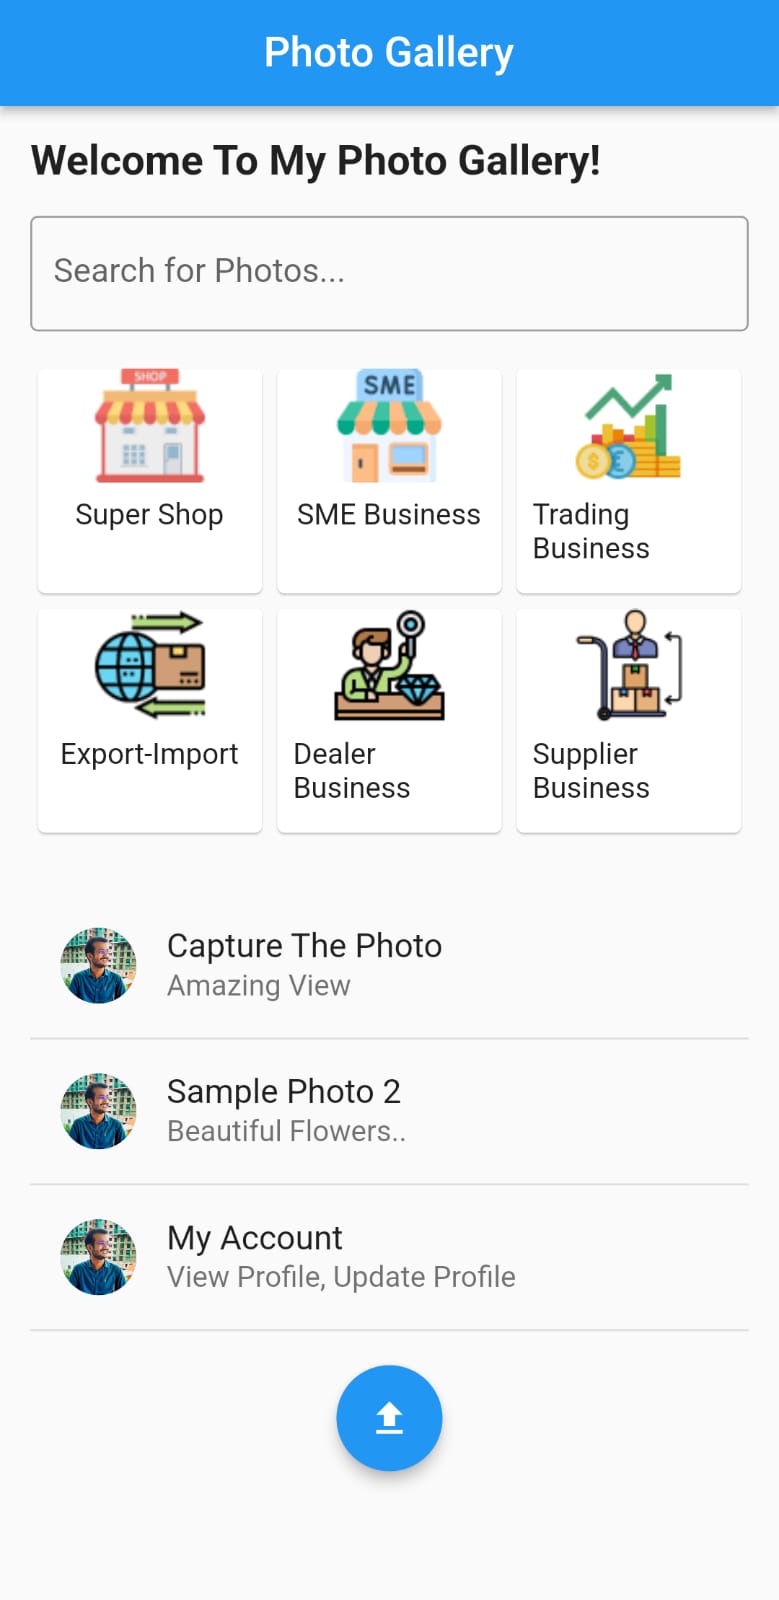 Photo Gallery
Welcome To My Photo Gallery!
Search for Photos...
SHOP
SME
Super Shop
SME Business
Trading
Business
Export-Import
Dealer
Business
Supplier
Business
Capture The Photo
Amazing View
Sample Photo 2
Beautiful Flowers..
My Account
View Profile, Update Profile